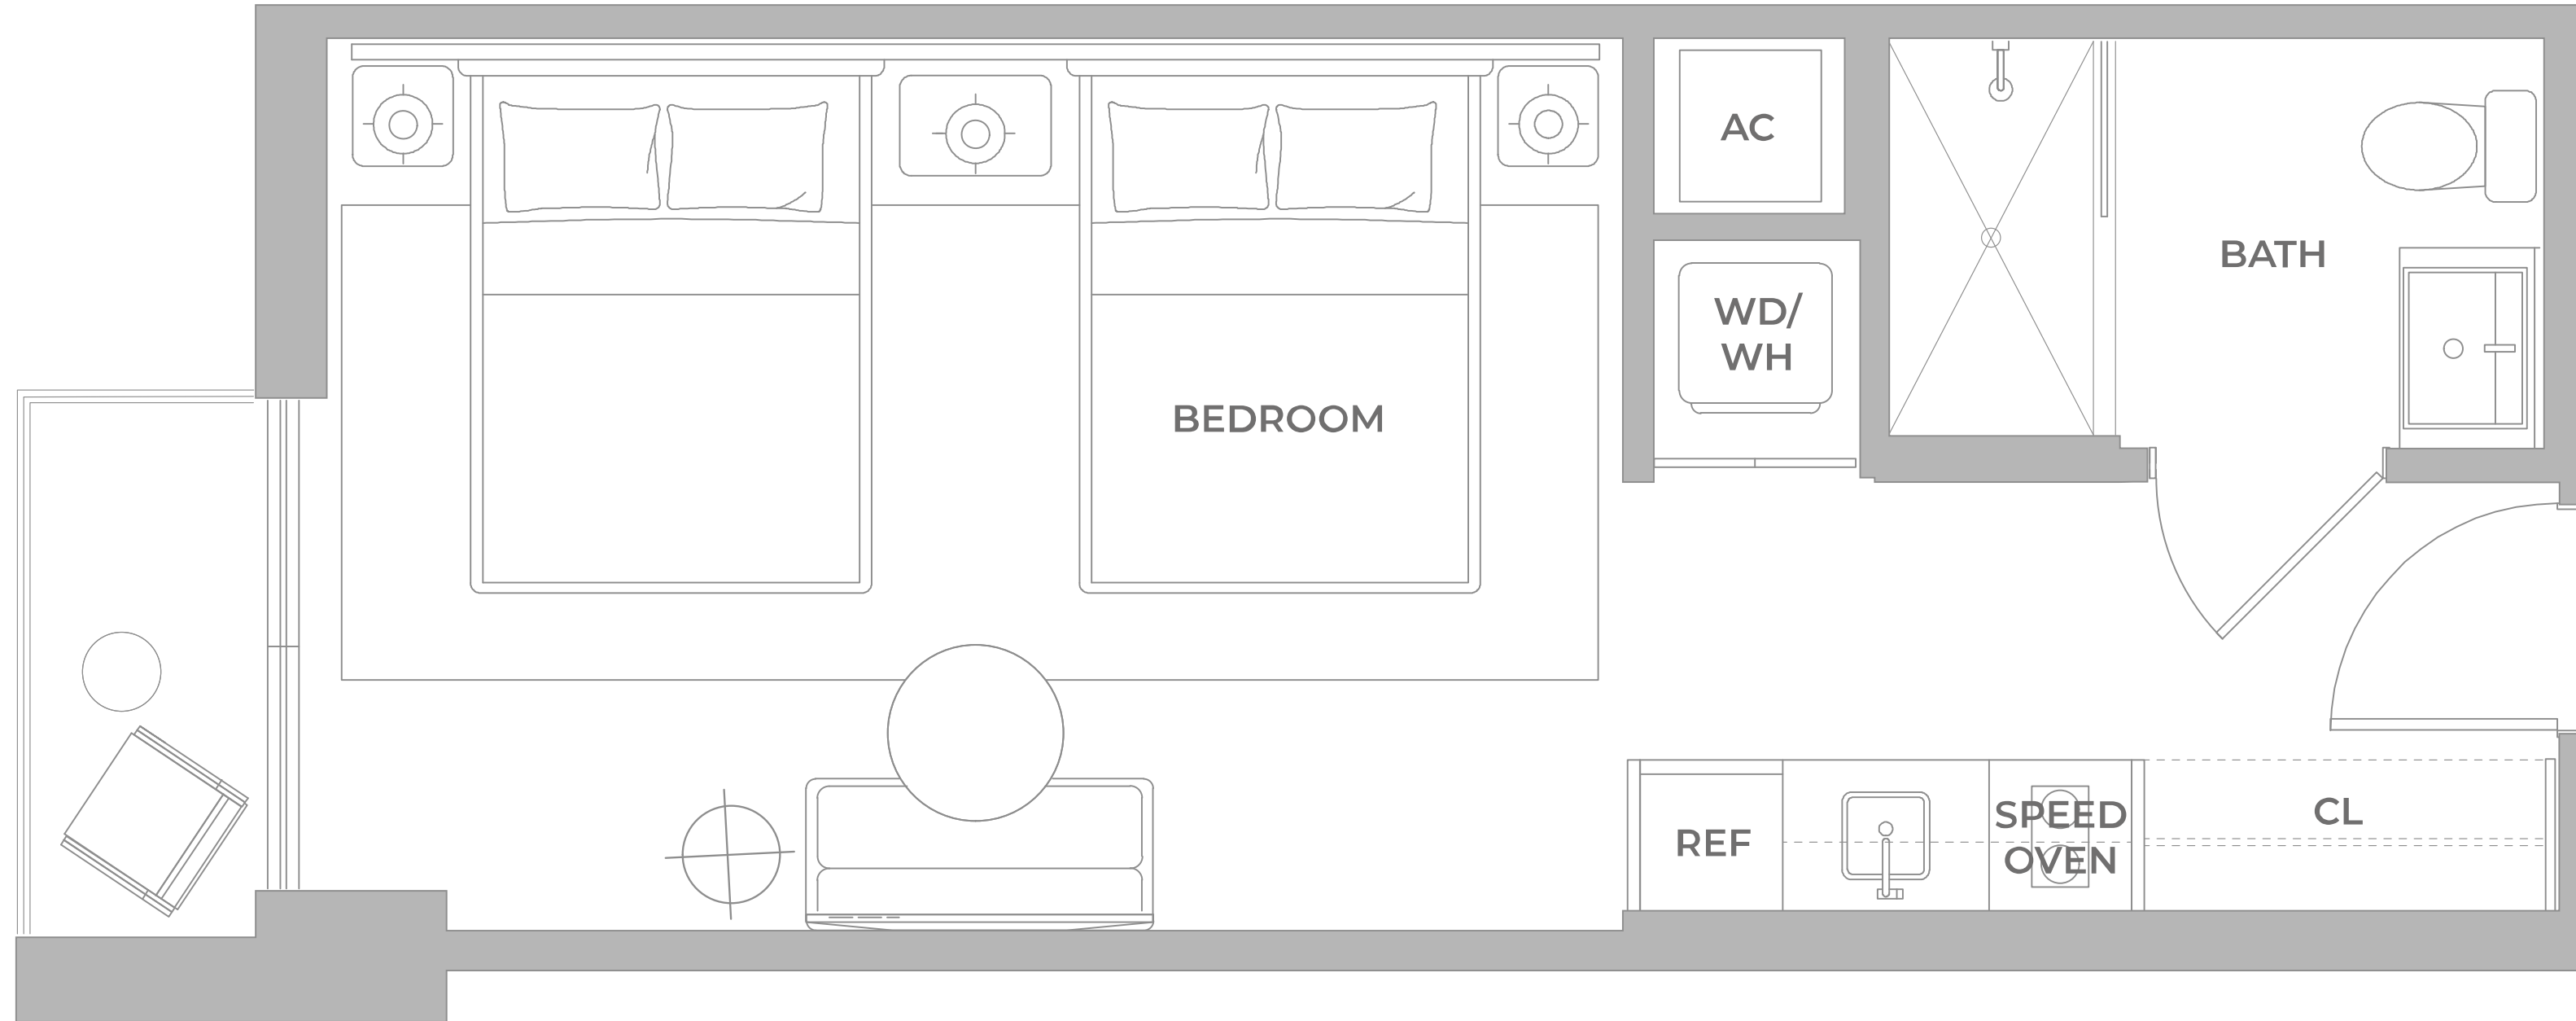 AC
BATH
WD/
WH
BEDROOM
REF
SPEED
OVEN
CL